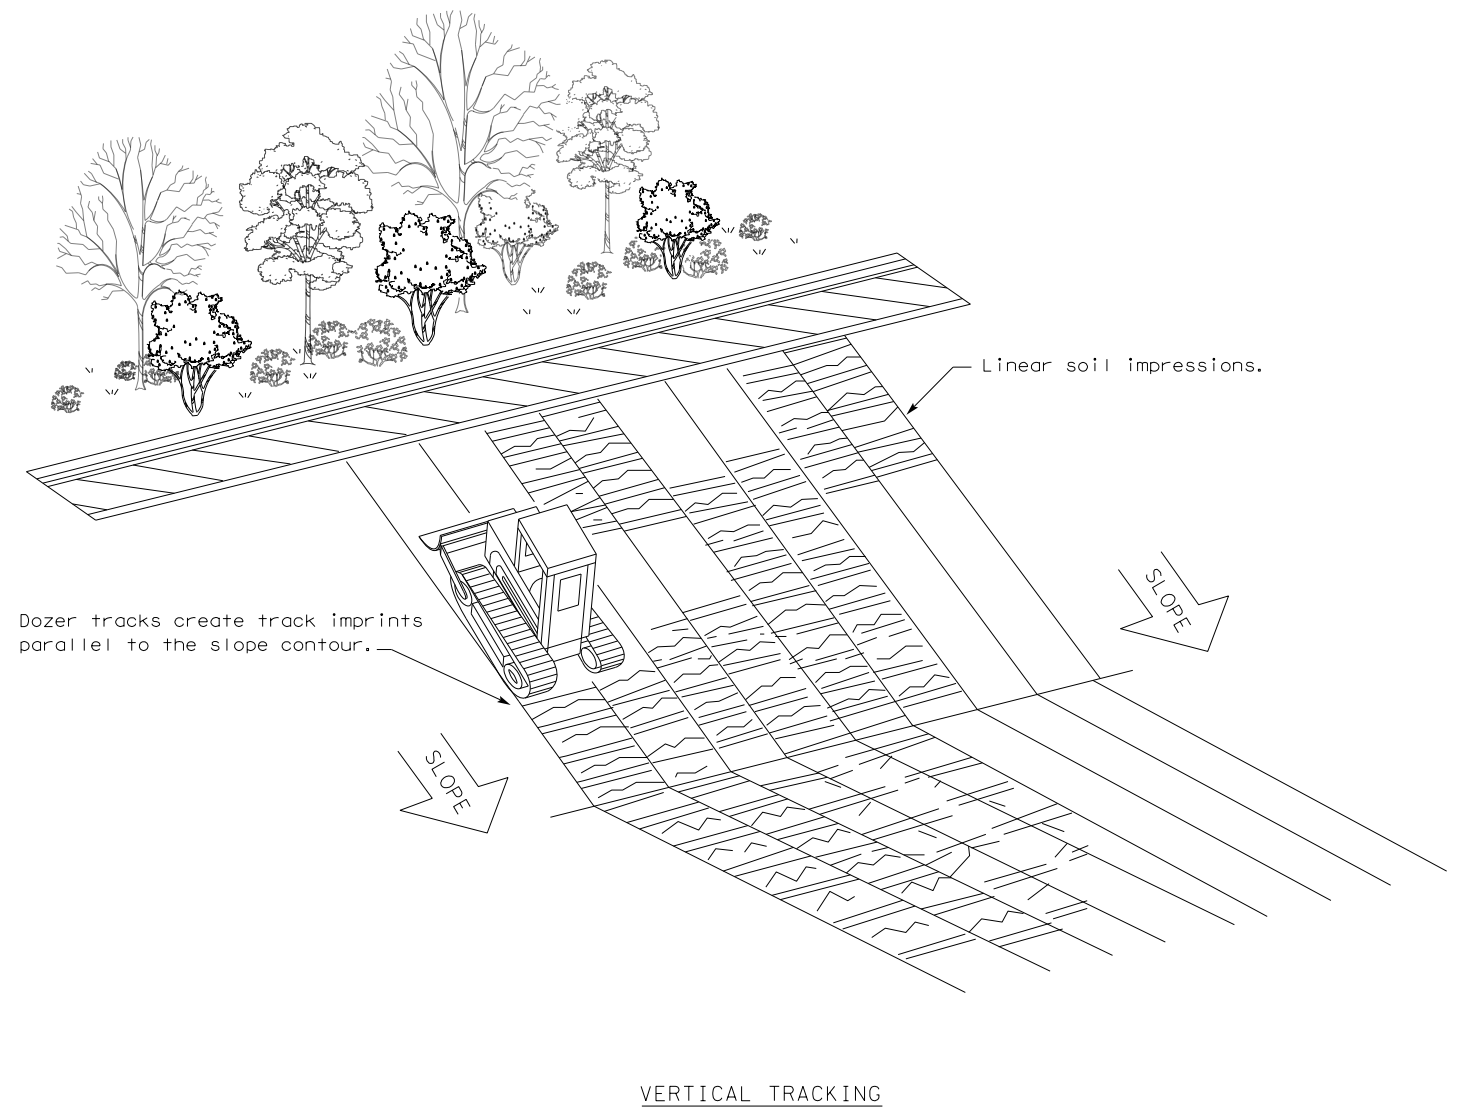 Linear soil impressions.
SLOPE
Dozer tracks create track imprints
parallel to the slope contour.
SLOPE
VERTICAL TRACKING